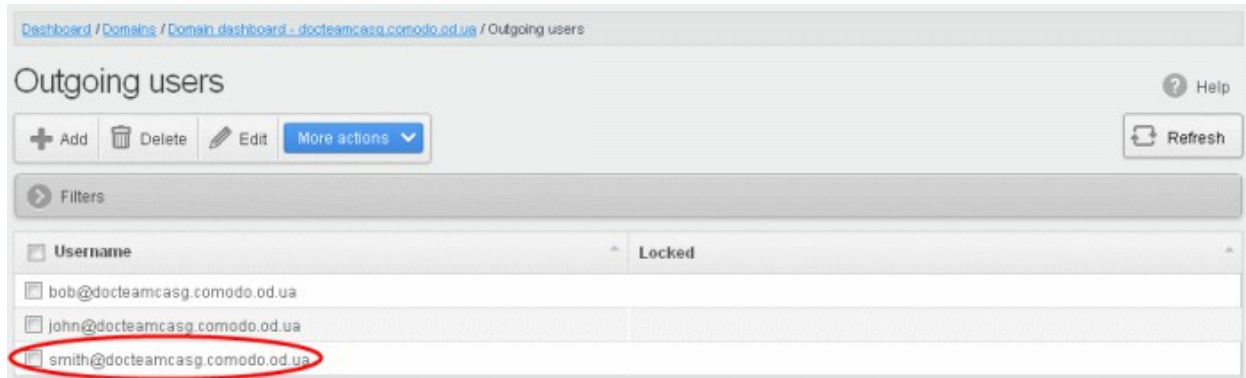 Dashboard / Domains / Domain dashboard - docteamcasg.comodo.od.ua / Outgoing users
Outgoing users
Help
Add Delete Edit More actions
Refresh
Filters
Username Locked
bob@docteamcasg.comodo.od.ua
john@docteamcasg.comodo.od.ua
smith@docteamcasg.comodo.od.ua